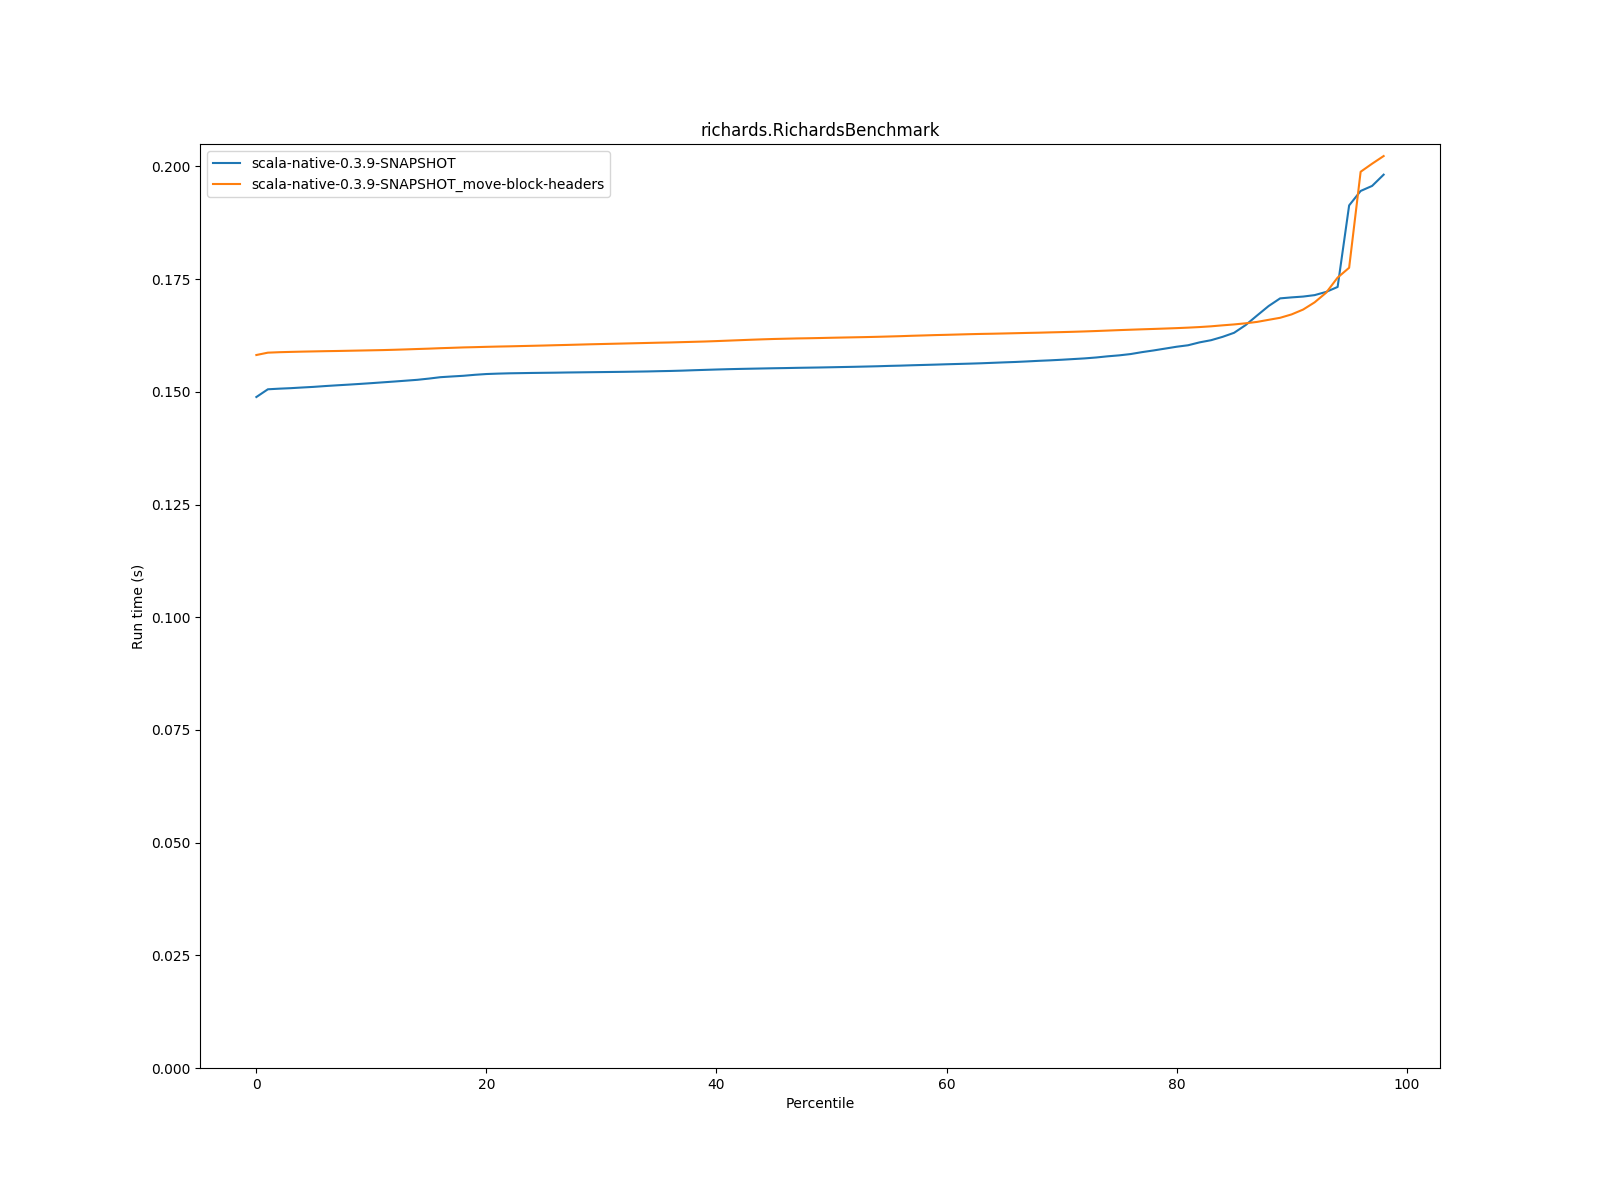 richards.RichardsBenchmark
scala-native-0.3.9-SNAPSHOT
scala-native-0.3.9-SNAPSHOT_move-block-headers
0.200
0.175
0.150
0.125
0.100
0.075
0.050
0.025
0.000
Run time (s)
0 20 40 60 80 100
Percentile